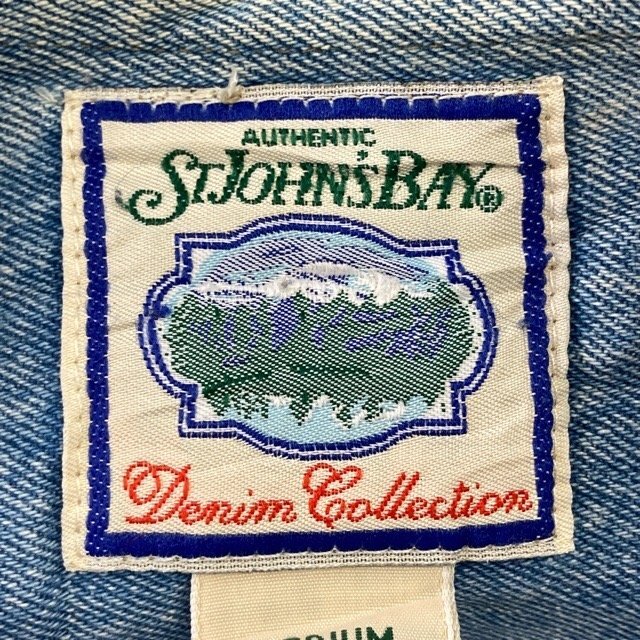 AUTHENTIC
ST. JOHN'S BAY®
Denim Collection